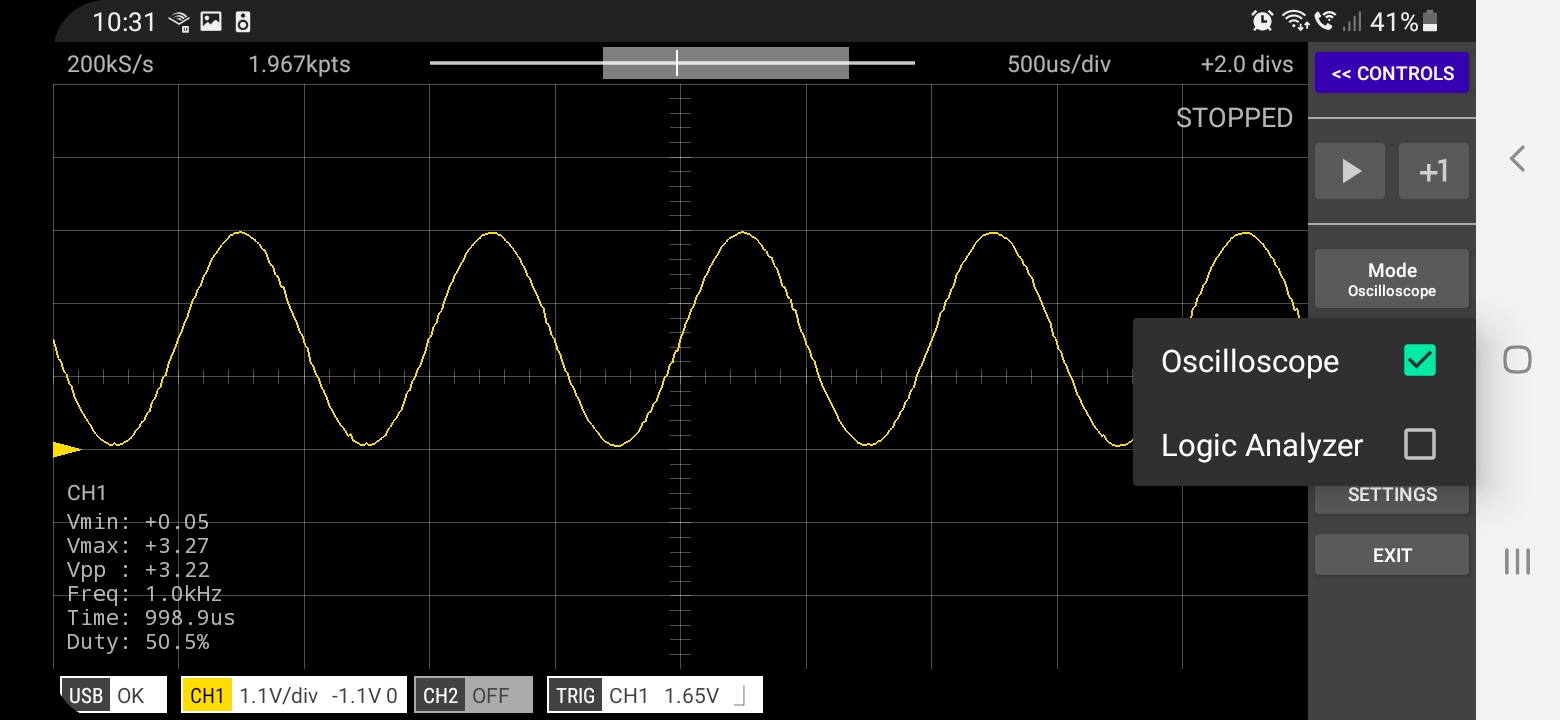 10:31 41%
200kS/s 1.967kpts 500us/div +2.0 divs
<< CONTROLS
STOPPED
+1
Mode
Oscilloscope
Oscilloscope
Logic Analyzer
SETTINGS
EXIT
CH1
Vmin: +0.05
Vmax: +3.27
Vpp : +3.22
Freq: 1.0kHz
Time: 998.9us
Duty: 50.5%
USB OK CH1 1.1V/div -1.1V 0 CH2 OFF TRIG CH1 1.65V